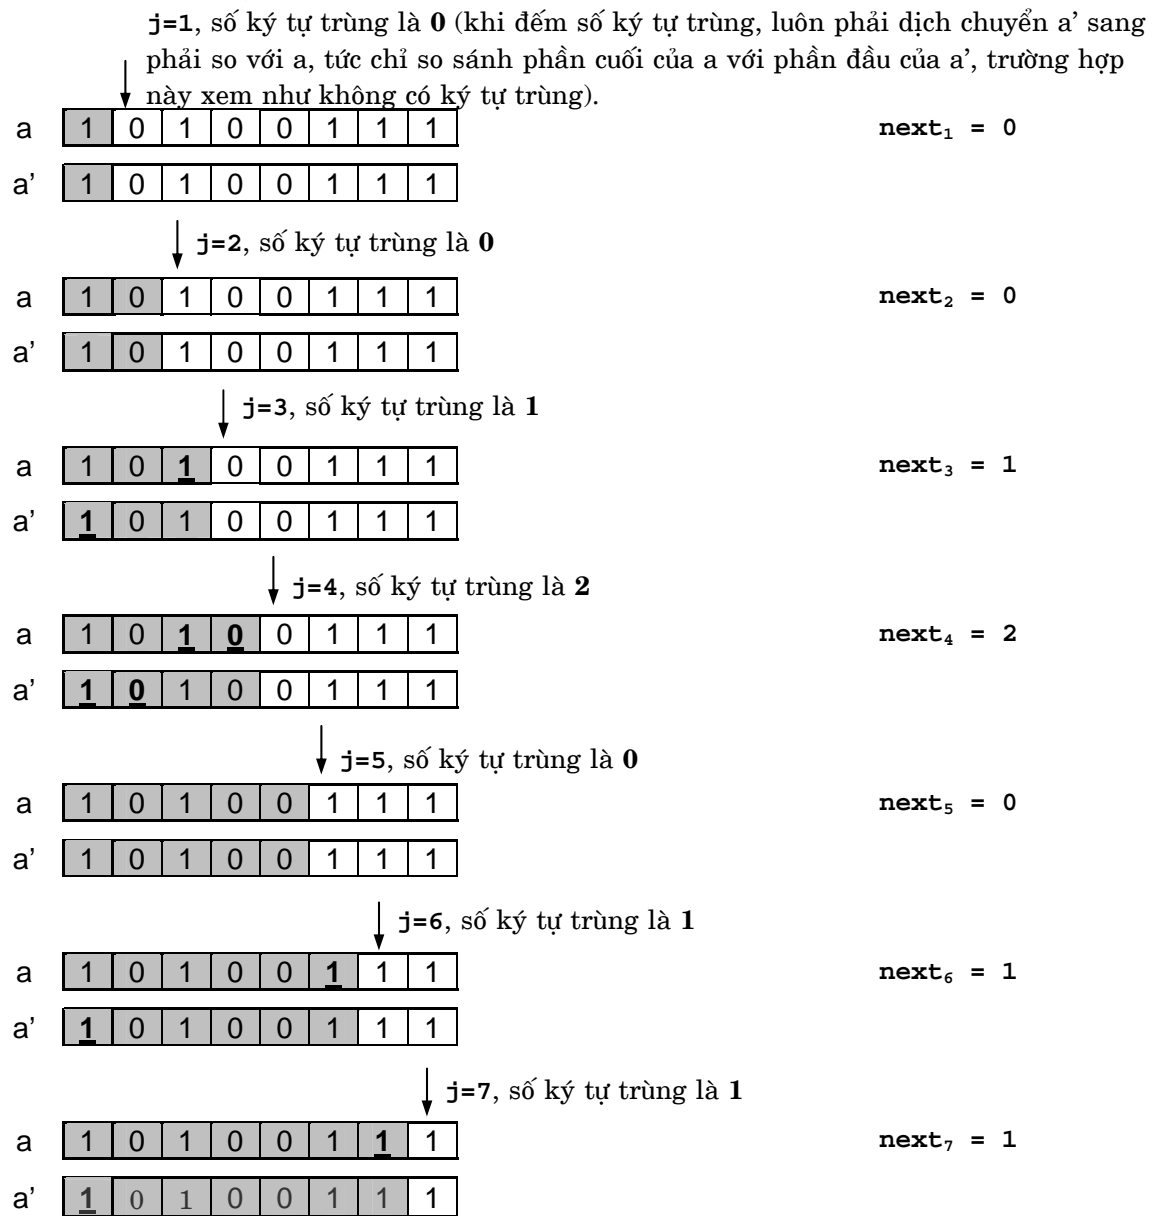 j=1, số ký tự trùng là 0 (khi đếm số ký tự trùng, luôn phải dịch chuyển a’ sang
phải so với a, tức chỉ so sánh phần cuối của a với phần đầu của a’, trường hợp
này xem như không có ký tự trùng).
a 1 0 1 0 0 1 1 1 next₁ = 0
a’ 1 0 1 0 0 1 1 1
j=2, số ký tự trùng là 0
a 1 0 1 0 0 1 1 1 next₂ = 0
a’ 1 0 1 0 0 1 1 1
j=3, số ký tự trùng là 1
a 1 0 1 0 0 1 1 1 next₃ = 1
a’ 1 0 1 0 0 1 1 1
j=4, số ký tự trùng là 2
a 1 0 1 0 0 1 1 1 next₄ = 2
a’ 1 0 1 0 0 1 1 1
j=5, số ký tự trùng là 0
a 1 0 1 0 0 1 1 1 next₅ = 0
a’ 1 0 1 0 0 1 1 1
j=6, số ký tự trùng là 1
a 1 0 1 0 0 1 1 1 next₆ = 1
a’ 1 0 1 0 0 1 1 1
j=7, số ký tự trùng là 1
a 1 0 1 0 0 1 1 1 next₇ = 1
a’ 1 0 1 0 0 1 1 1